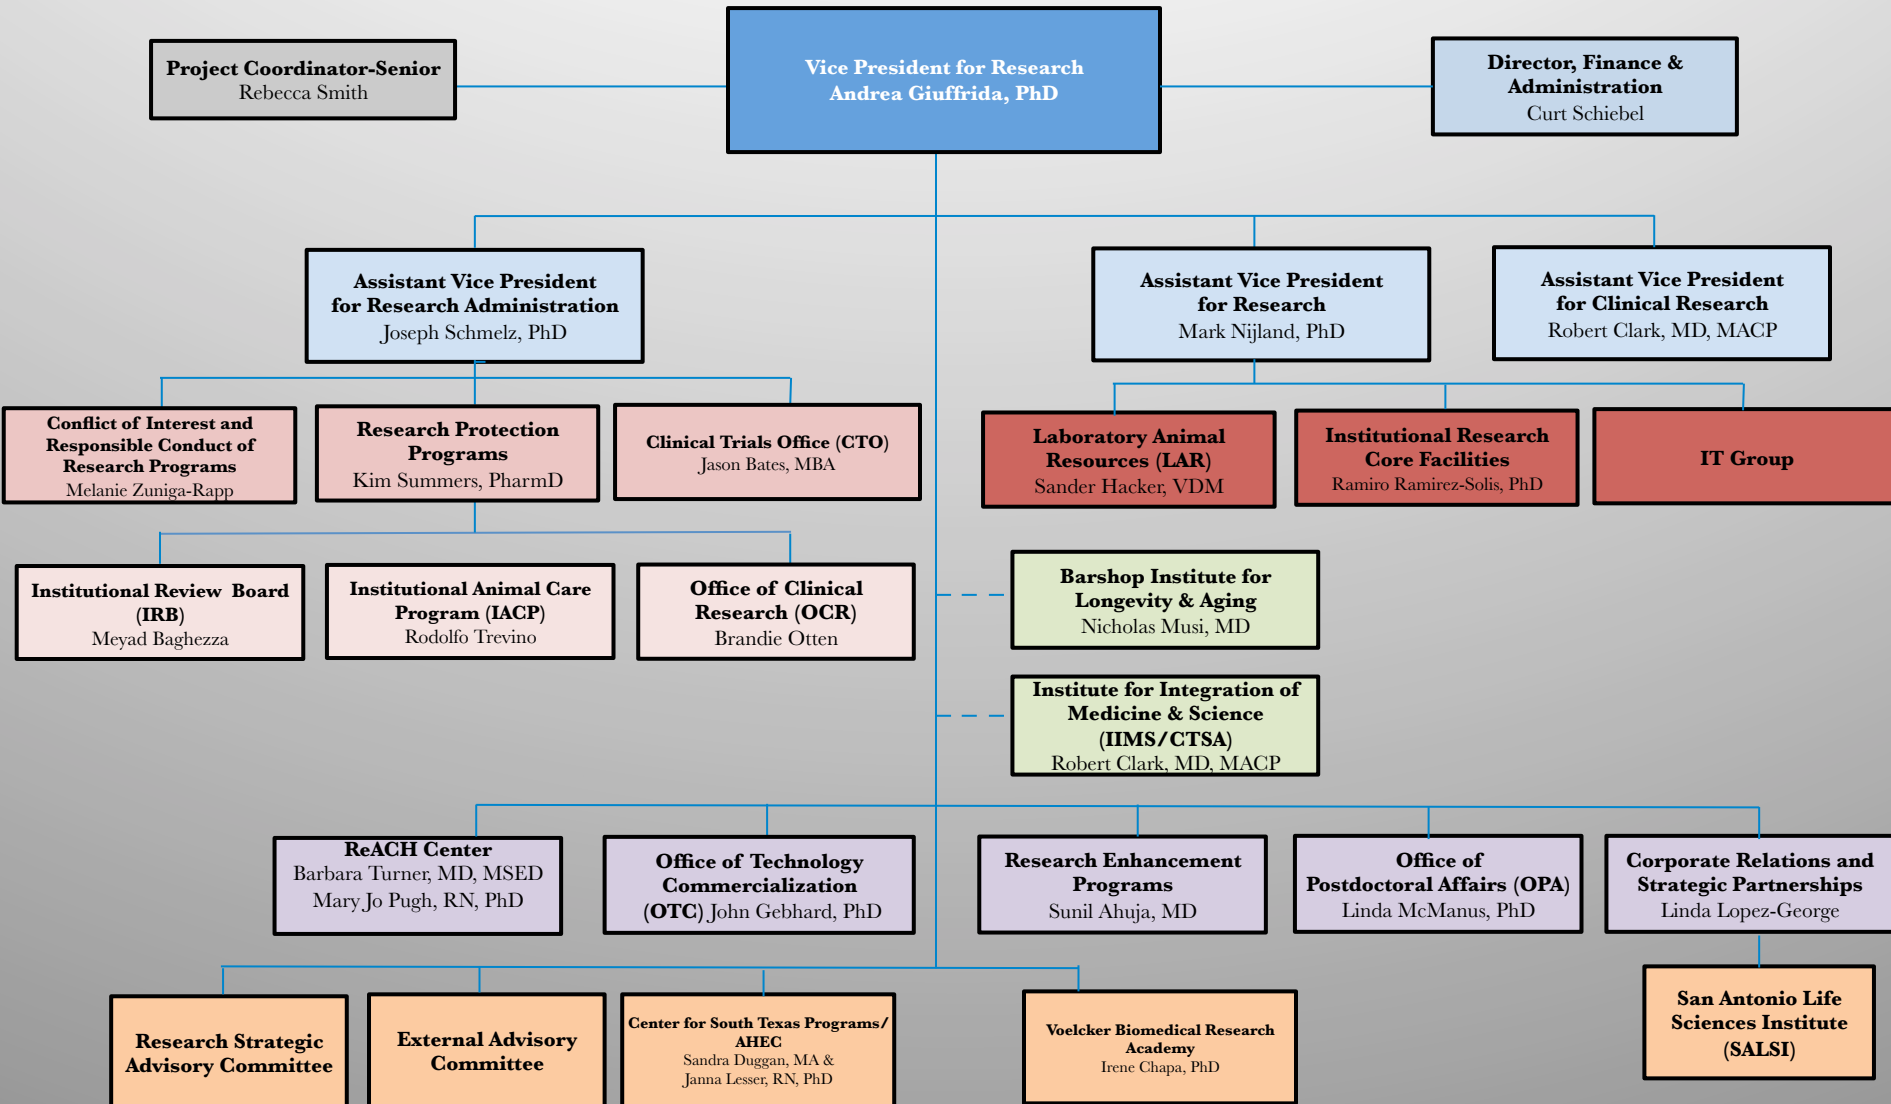 Project Coordinator-Senior
Rebecca Smith
Vice President for Research
Andrea Giuffrida, PhD
Director, Finance &
Administration
Curt Schiebel
Assistant Vice President
for Research Administration
Joseph Schmelz, PhD
Assistant Vice President
for Research
Mark Nijland, PhD
Assistant Vice President
for Clinical Research
Robert Clark, MD, MACP
Conflict of Interest and
Responsible Conduct of
Research Programs
Melanie Zuniga-Rapp
Research Protection
Programs
Kim Summers, PharmD
Clinical Trials Office (CTO)
Jason Bates, MBA
Laboratory Animal
Resources (LAR)
Sander Hacker, VDM
Institutional Research
Core Facilities
Ramiro Ramirez-Solis, PhD
IT Group
Institutional Review Board
(IRB)
Meyad Baghezza
Institutional Animal Care
Program (IACP)
Rodolfo Trevino
Office of Clinical
Research (OCR)
Brandie Otten
Barshop Institute for
Longevity & Aging
Nicholas Musi, MD
Institute for Integration of
Medicine & Science
(IIMS/CTSA)
Robert Clark, MD, MACP
ReACH Center
Barbara Turner, MD, MSED
Mary Jo Pugh, RN, PhD
Office of Technology
Commercialization
(OTC) John Gebhard, PhD
Research Enhancement
Programs
Sunil Ahuja, MD
Office of
Postdoctoral Affairs (OPA)
Linda McManus, PhD
Corporate Relations and
Strategic Partnerships
Linda Lopez-George
Research Strategic
Advisory Committee
External Advisory
Committee
Center for South Texas Programs/
AHEC
Sandra Duggan, MA &
Janna Lesser, RN, PhD
Voelcker Biomedical Research
Academy
Irene Chapa, PhD
San Antonio Life
Sciences Institute
(SALSI)